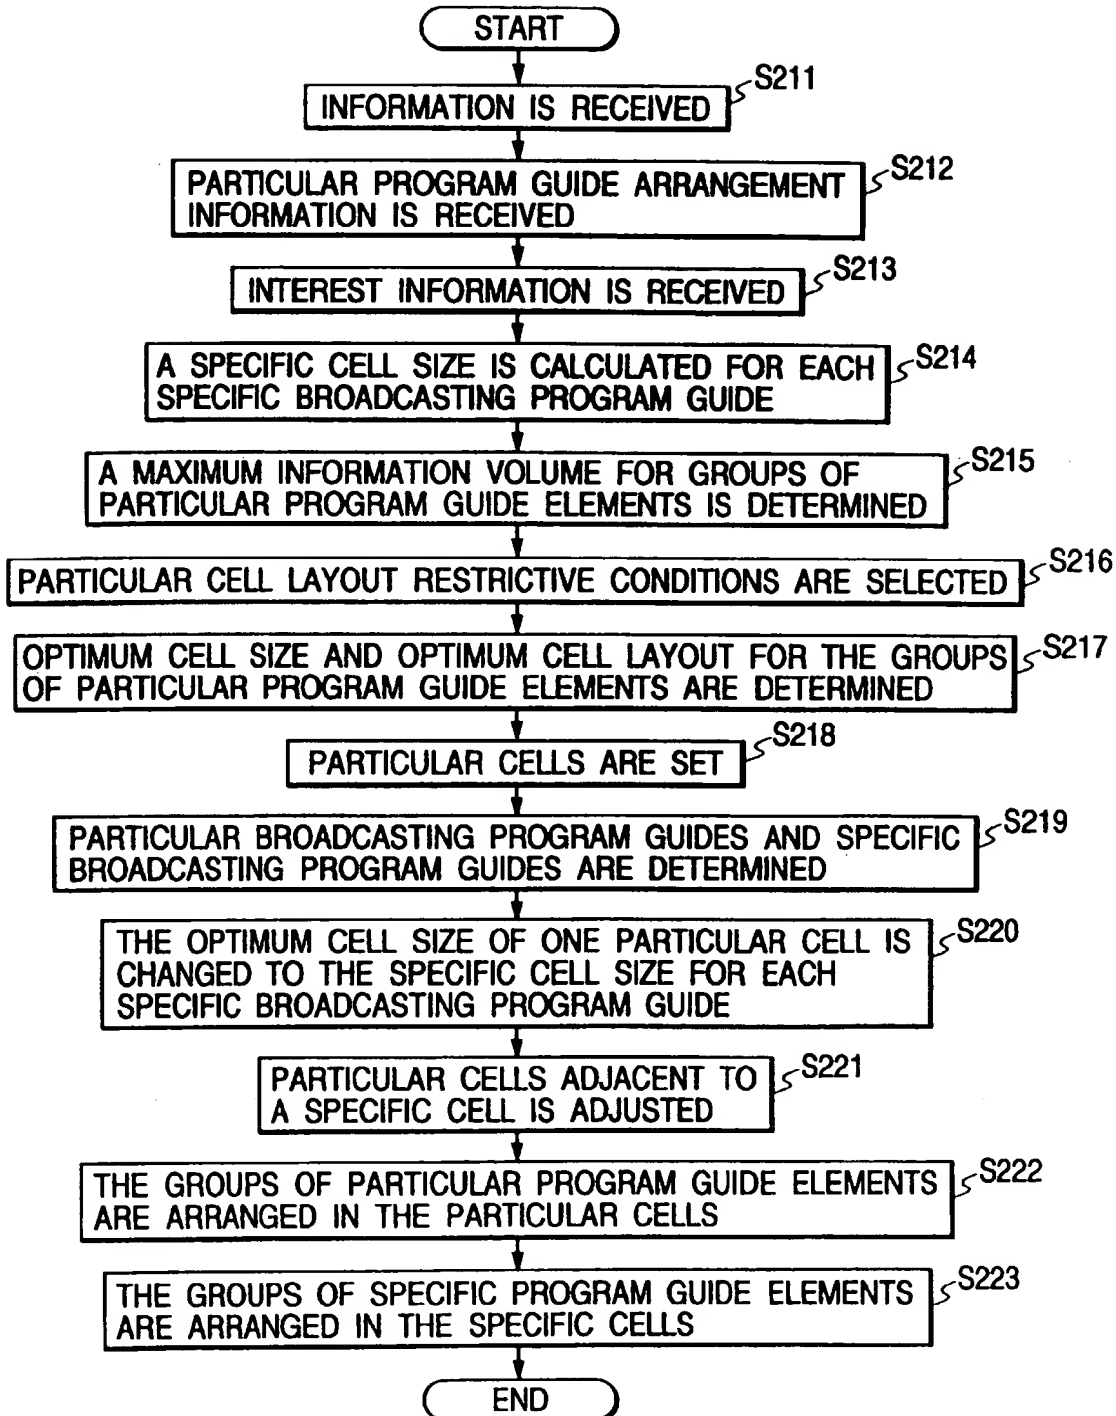 START
S211
INFORMATION IS RECEIVED
S212
PARTICULAR PROGRAM GUIDE ARRANGEMENT
INFORMATION IS RECEIVED
S213
INTEREST INFORMATION IS RECEIVED
S214
A SPECIFIC CELL SIZE IS CALCULATED FOR EACH
SPECIFIC BROADCASTING PROGRAM GUIDE
S215
A MAXIMUM INFORMATION VOLUME FOR GROUPS OF
PARTICULAR PROGRAM GUIDE ELEMENTS IS DETERMINED
S216
PARTICULAR CELL LAYOUT RESTRICTIVE CONDITIONS ARE SELECTED
S217
OPTIMUM CELL SIZE AND OPTIMUM CELL LAYOUT FOR THE GROUPS
OF PARTICULAR PROGRAM GUIDE ELEMENTS ARE DETERMINED
S218
PARTICULAR CELLS ARE SET
S219
PARTICULAR BROADCASTING PROGRAM GUIDES AND SPECIFIC
BROADCASTING PROGRAM GUIDES ARE DETERMINED
S220
THE OPTIMUM CELL SIZE OF ONE PARTICULAR CELL IS
CHANGED TO THE SPECIFIC CELL SIZE FOR EACH
SPECIFIC BROADCASTING PROGRAM GUIDE
S221
PARTICULAR CELLS ADJACENT TO
A SPECIFIC CELL IS ADJUSTED
S222
THE GROUPS OF PARTICULAR PROGRAM GUIDE ELEMENTS
ARE ARRANGED IN THE PARTICULAR CELLS
S223
THE GROUPS OF SPECIFIC PROGRAM GUIDE ELEMENTS
ARE ARRANGED IN THE SPECIFIC CELLS
END